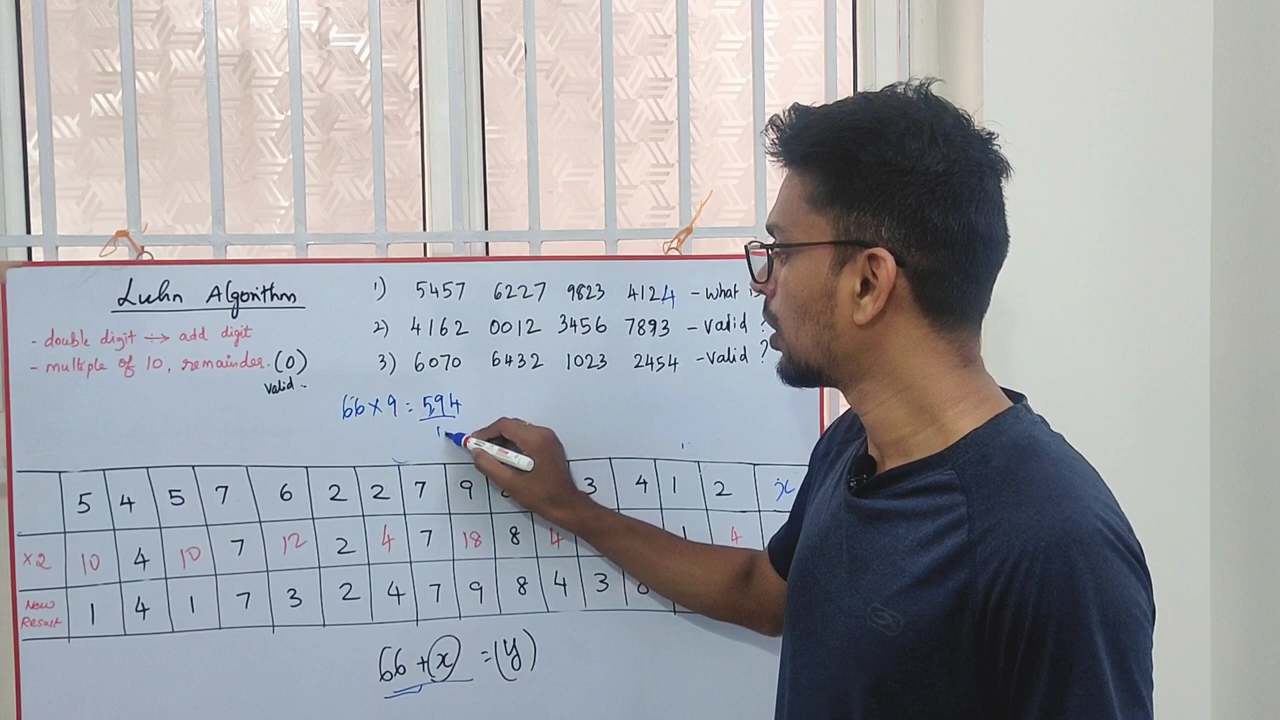 Luhn Algorithm
- double digit → add digit
- multiple of 10, remainder. (0)
valid.
1) 5457 6227 9823 4124 - what
2) 4162 0012 3456 7893 - valid ?
3) 6070 6432 1023 2454 - valid ?
66 x 9 = 594
5 4 5 7 6 2 2 7 9 3 4 1 2 x
x2 10 4 10 7 12 2 4 7 18 8 4 4
New Result 1 4 1 7 3 2 4 7 9 8 4 3 8
66 + (x) = (y)